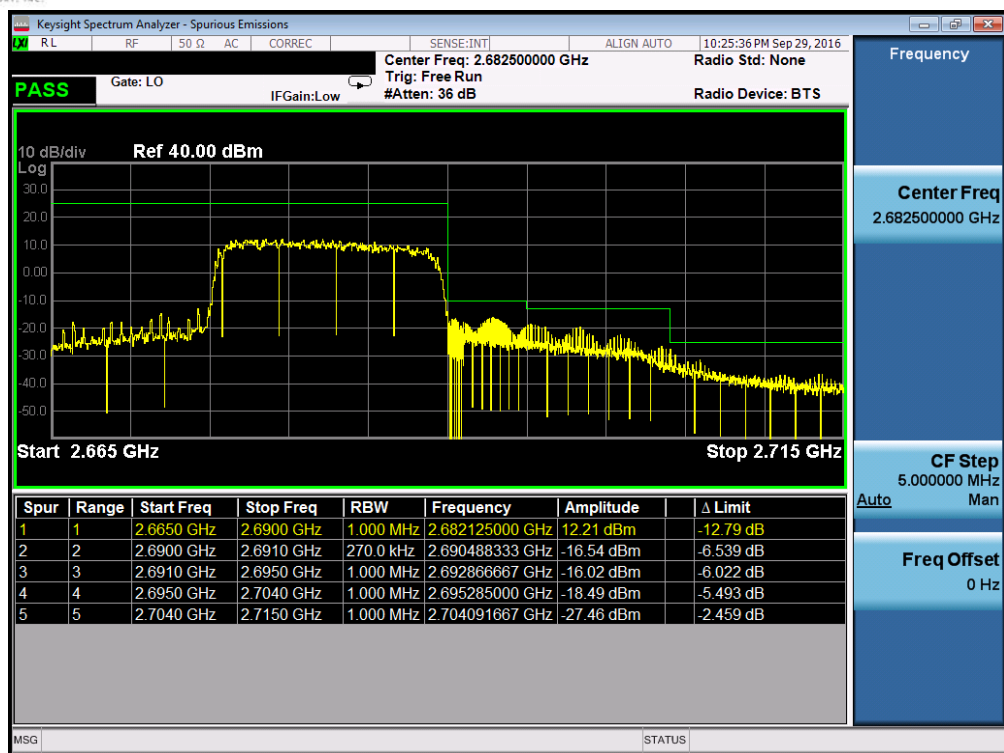 Keysight Spectrum Analyzer - Spurious Emissions
LXI RL RF 50 Ω AC CORREC SENSE:INT ALIGN AUTO 10:25:36 PM Sep 29, 2016
Center Freq: 2.682500000 GHz Radio Std: None
Gate: LO Trig: Free Run
PASS IFGain:Low #Atten: 36 dB Radio Device: BTS
10 dB/div Ref 40.00 dBm
Log
30.0
20.0
10.0
0.00
-10.0
-20.0
-30.0
-40.0
-50.0
Start 2.665 GHz Stop 2.715 GHz
Spur Range Start Freq Stop Freq RBW Frequency Amplitude Δ Limit
1 1 2.6650 GHz 2.6900 GHz 1.000 MHz 2.682125000 GHz 12.21 dBm -12.79 dB
2 2 2.6900 GHz 2.6910 GHz 270.0 kHz 2.690488333 GHz -16.54 dBm -6.539 dB
3 3 2.6910 GHz 2.6950 GHz 1.000 MHz 2.692866667 GHz -16.02 dBm -6.022 dB
4 4 2.6950 GHz 2.7040 GHz 1.000 MHz 2.695285000 GHz -18.49 dBm -5.493 dB
5 5 2.7040 GHz 2.7150 GHz 1.000 MHz 2.704091667 GHz -27.46 dBm -2.459 dB
MSG STATUS
Frequency
Center Freq
2.682500000 GHz
CF Step
5.000000 MHz
Auto Man
Freq Offset
0 Hz